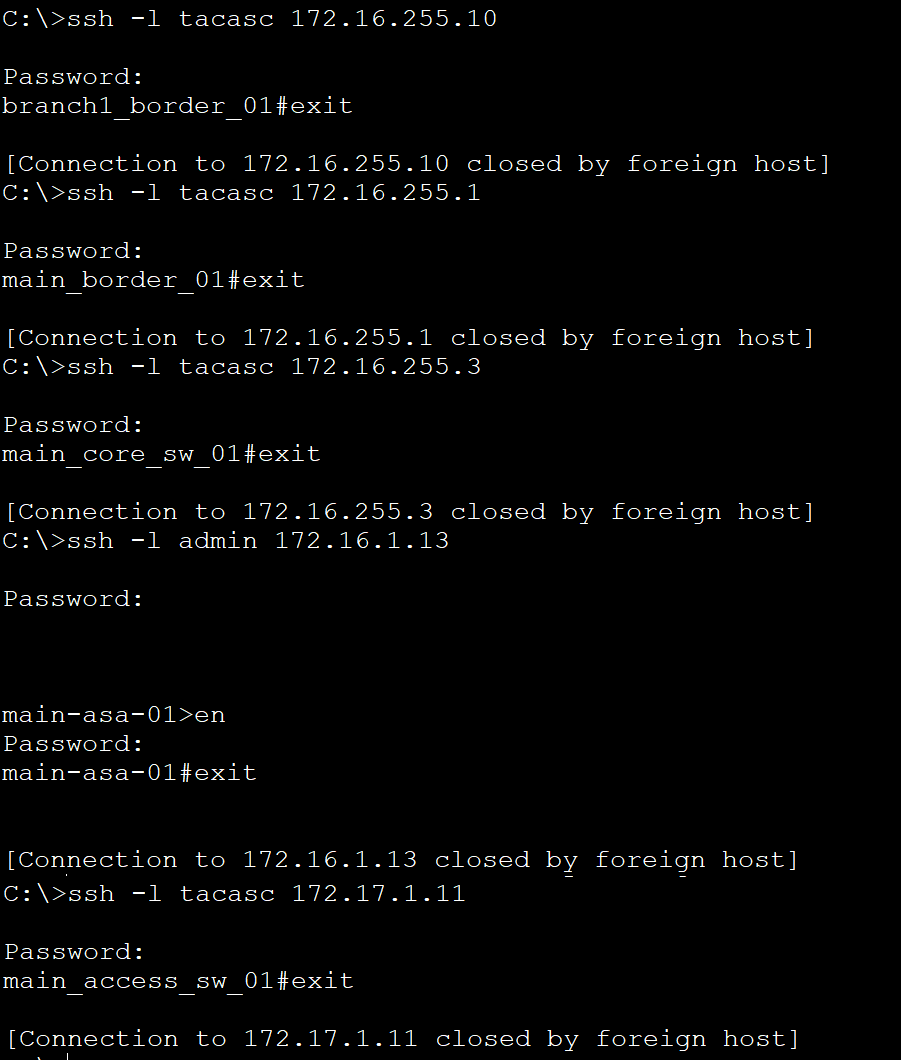 C:\>ssh -l tacasc 172.16.255.10
Password:
branch1_border_01#exit
[Connection to 172.16.255.10 closed by foreign host]
C:\>ssh -l tacasc 172.16.255.1
Password:
main_border_01#exit
[Connection to 172.16.255.1 closed by foreign host]
C:\>ssh -l tacasc 172.16.255.3
Password:
main_core_sw_01#exit
[Connection to 172.16.255.3 closed by foreign host]
C:\>ssh -l admin 172.16.1.13
Password:
main-asa-01>en
Password:
main-asa-01#exit
[Connection to 172.16.1.13 closed by foreign host]
C:\>ssh -l tacasc 172.17.1.11
Password:
main_access_sw_01#exit
[Connection to 172.17.1.11 closed by foreign host]